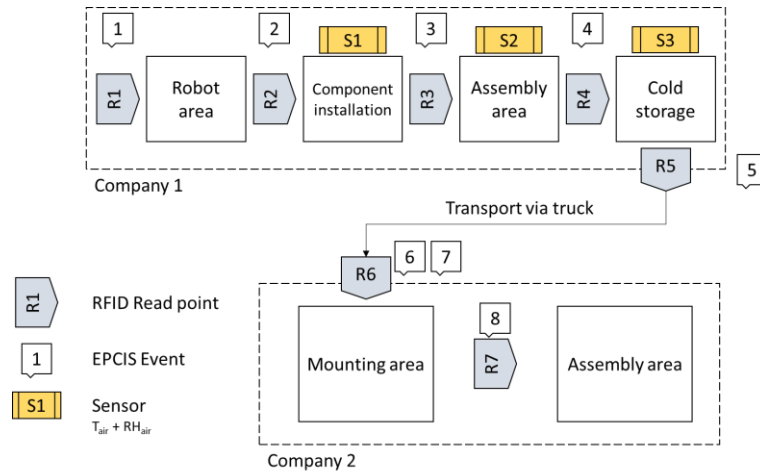 1
2
S1
3
S2
4
S3
R1
Robot
area
R2
Component
installation
R3
Assembly
area
R4
Cold
storage
R5
5
Company 1
Transport via truck
R6
6
7
R1
RFID Read point
8
1
EPCIS Event
Mounting area
R7
Assembly area
S1
Sensor
Tair + RHair
Company 2